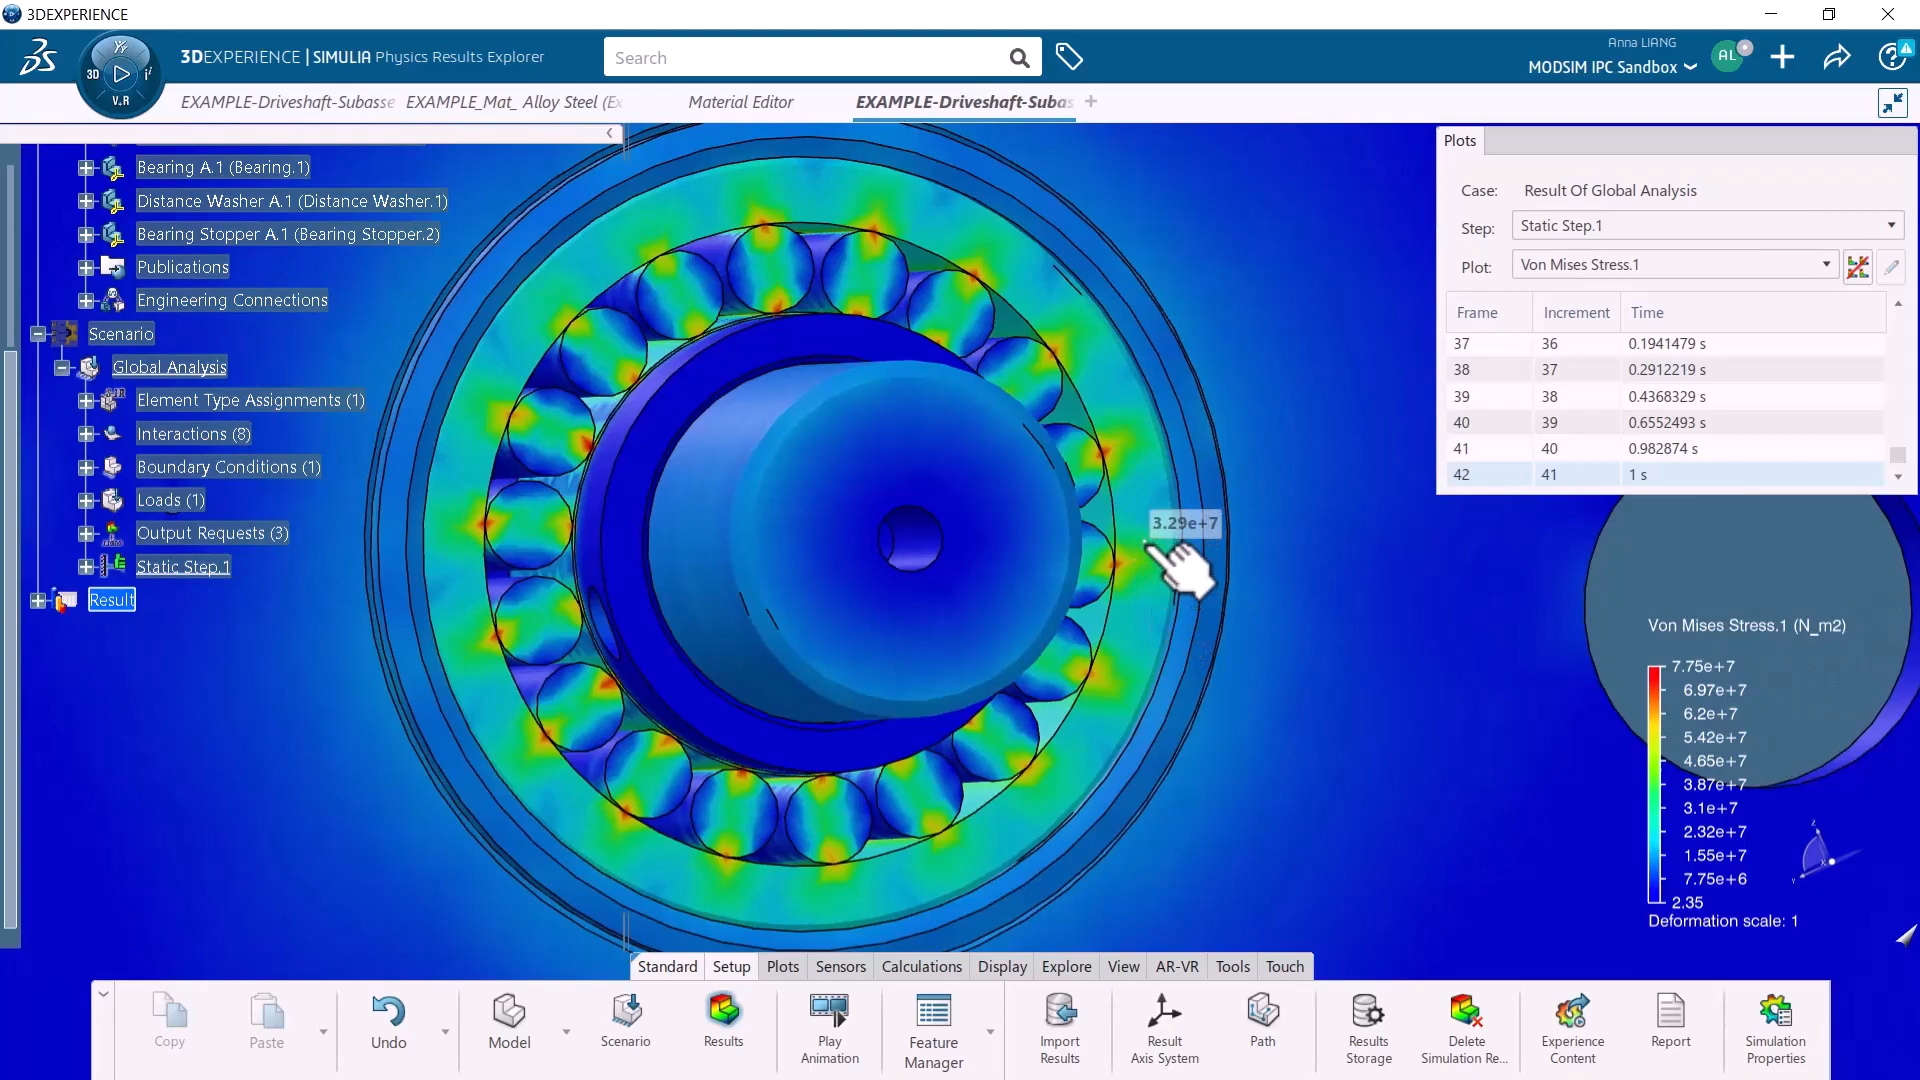 3DEXPERIENCE
3DEXPERIENCE | SIMULIA Physics Results Explorer
Search
Anna LIANG
MODSIM IPC Sandbox
AL
3D
V.R
EXAMPLE-Driveshaft-Subasse
EXAMPLE_Mat_ Alloy Steel (Ex
Material Editor
EXAMPLE-Driveshaft-Subas
Bearing A.1 (Bearing.1)
Distance Washer A.1 (Distance Washer.1)
Bearing Stopper A.1 (Bearing Stopper.2)
Publications
Engineering Connections
Scenario
Global Analysis
Element Type Assignments (1)
Interactions (8)
Boundary Conditions (1)
Loads (1)
Output Requests (3)
Static Step.1
Result
3.29e+7
Plots
Case: Result Of Global Analysis
Step: Static Step.1
Plot: Von Mises Stress.1
Frame Increment Time
37 36 0.1941479 s
38 37 0.2912219 s
39 38 0.4368329 s
40 39 0.6552493 s
41 40 0.982874 s
42 41 1 s
Von Mises Stress.1 (N_m2)
7.75e+7
6.97e+7
6.2e+7
5.42e+7
4.65e+7
3.87e+7
3.1e+7
2.32e+7
1.55e+7
7.75e+6
2.35
Deformation scale: 1
Standard Setup Plots Sensors Calculations Display Explore View AR-VR Tools Touch
Copy
Paste
Undo
Model
Scenario
Results
Play
Animation
Feature
Manager
Import
Results
Result
Axis System
Path
Results
Storage
Delete
Simulation Re...
Experience
Content
Report
Simulation
Properties